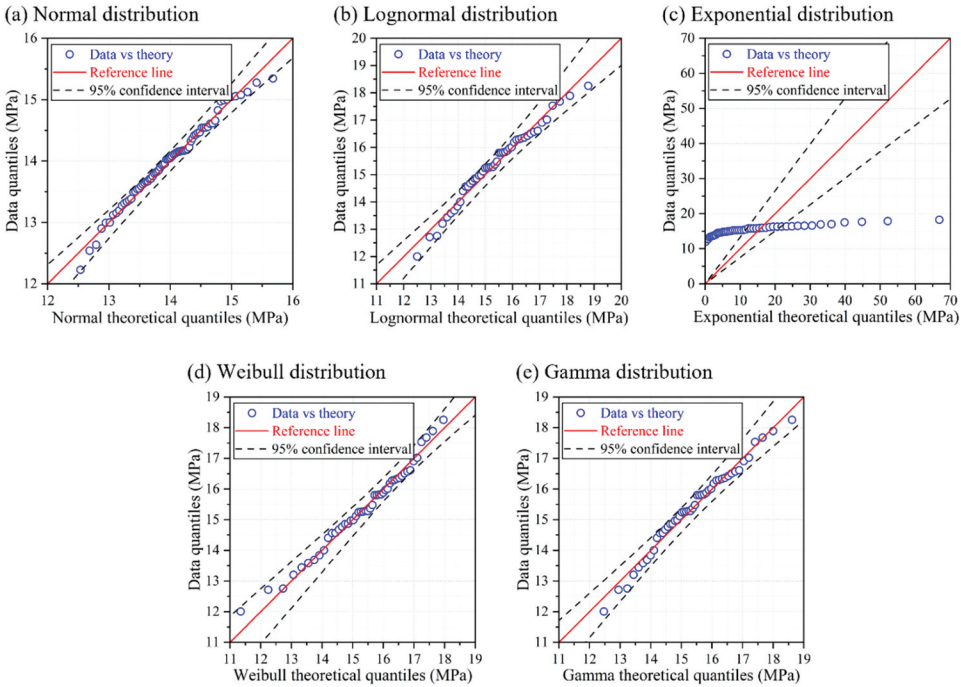 (a) Normal distribution
16
15
14
13
12
12 13 14 15 16
Data quantiles (MPa)
Normal theoretical quantiles (MPa)
Data vs theory
Reference line
95% confidence interval
(b) Lognormal distribution
20
19
18
17
16
15
14
13
12
11
11 12 13 14 15 16 17 18 19 20
Data quantiles (MPa)
Lognormal theoretical quantiles (MPa)
Data vs theory
Reference line
95% confidence interval
(c) Exponential distribution
70
60
50
40
30
20
10
0
0 10 20 30 40 50 60 70
Data quantiles (MPa)
Exponential theoretical quantiles (MPa)
Data vs theory
Reference line
95% confidence interval
(d) Weibull distribution
19
18
17
16
15
14
13
12
11
11 12 13 14 15 16 17 18 19
Data quantiles (MPa)
Weibull theoretical quantiles (MPa)
Data vs theory
Reference line
95% confidence interval
(e) Gamma distribution
19
18
17
16
15
14
13
12
11
11 12 13 14 15 16 17 18 19
Data quantiles (MPa)
Gamma theoretical quantiles (MPa)
Data vs theory
Reference line
95% confidence interval